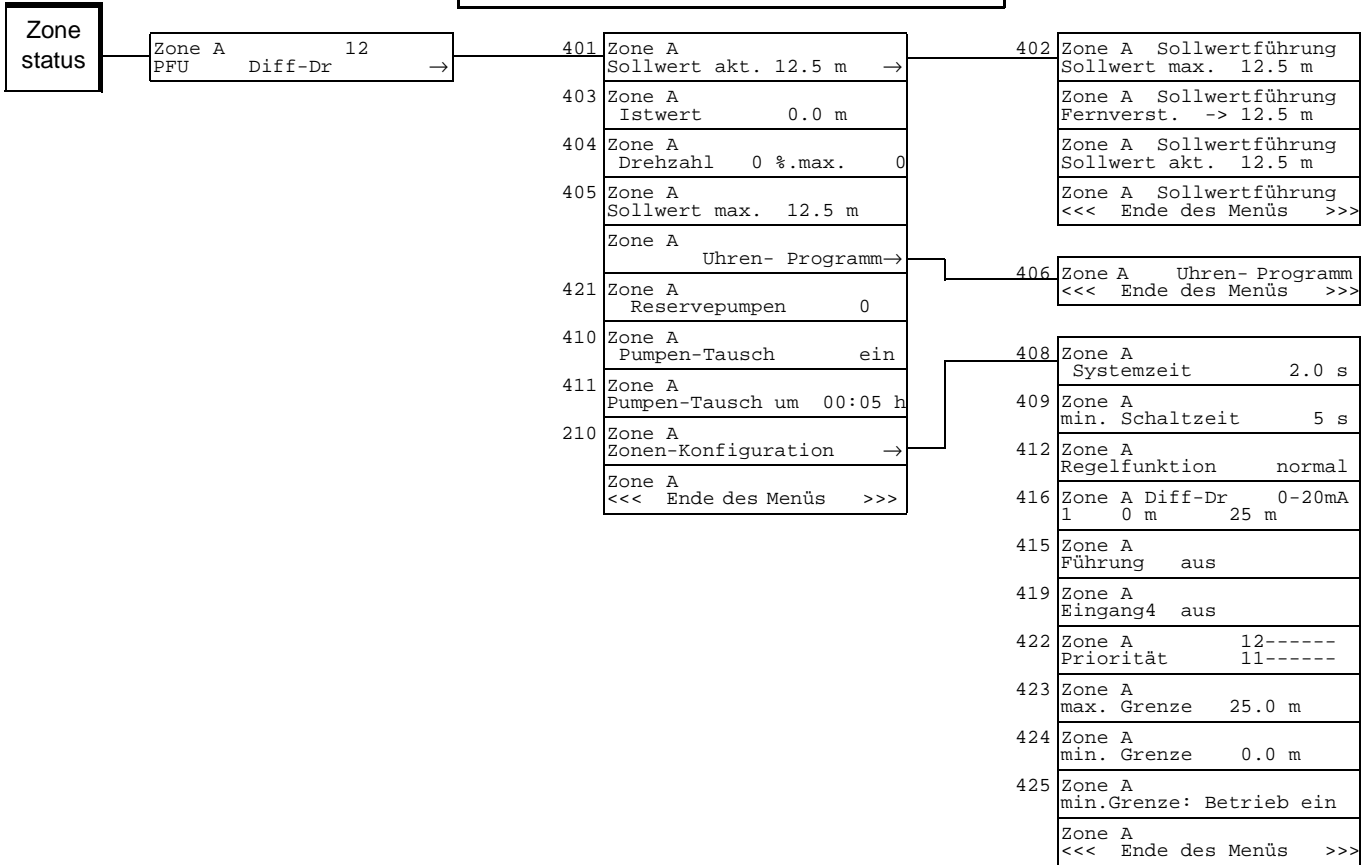 Zone
status
Zone A 12
PFU Diff-Dr →
401 Zone A
Sollwert akt. 12.5 m →
403 Zone A
Istwert 0.0 m
404 Zone A
Drehzahl 0 %.max. 0
405 Zone A
Sollwert max. 12.5 m
Zone A
Uhren- Programm→
421 Zone A
Reservepumpen 0
410 Zone A
Pumpen-Tausch ein
411 Zone A
Pumpen-Tausch um 00:05 h
210 Zone A
Zonen-Konfiguration →
Zone A
<<< Ende des Menüs >>>
402 Zone A Sollwertführung
Sollwert max. 12.5 m
Zone A Sollwertführung
Fernverst. -> 12.5 m
Zone A Sollwertführung
Sollwert akt. 12.5 m
Zone A Sollwertführung
<<< Ende des Menüs >>>
406 Zone A Uhren- Programm
<<< Ende des Menüs >>>
408 Zone A
Systemzeit 2.0 s
409 Zone A
min. Schaltzeit 5 s
412 Zone A
Regelfunktion normal
416 Zone A Diff-Dr 0-20mA
1 0 m 25 m
415 Zone A
Führung aus
419 Zone A
Eingang4 aus
422 Zone A 12------
Priorität 11------
423 Zone A
max. Grenze 25.0 m
424 Zone A
min. Grenze 0.0 m
425 Zone A
min.Grenze: Betrieb ein
Zone A
<<< Ende des Menüs >>>